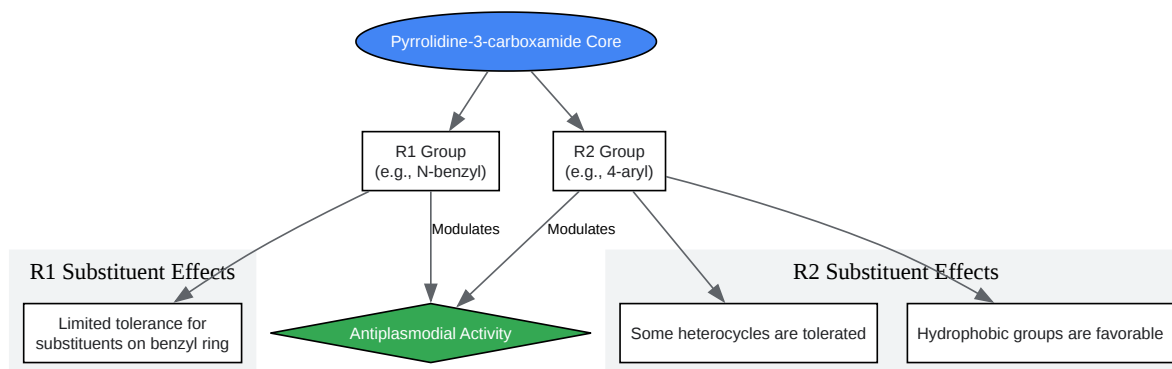 Pyrrolidine-3-carboxamide Core
R1 Group
(e.g., N-benzyl)
R2 Group
(e.g., 4-aryl)
Modulates
Modulates
R1 Substituent Effects
R2 Substituent Effects
Limited tolerance for
substituents on benzyl ring
Antiplasmodial Activity
Some heterocycles are tolerated
Hydrophobic groups are favorable